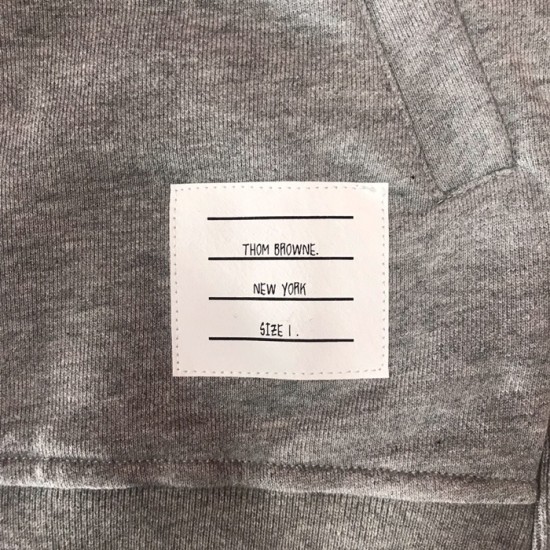 THOM BROWNE.
NEW YORK
SIZE 1.